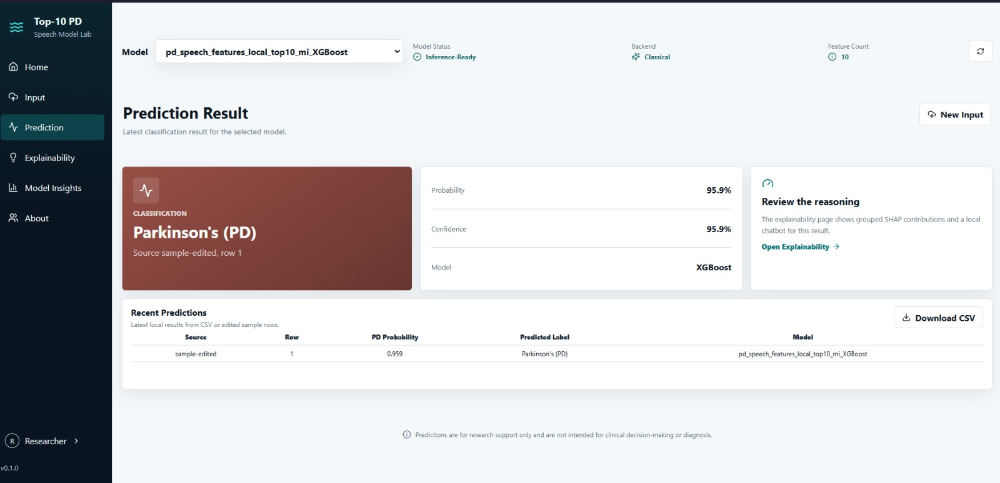 Top-10 PD
Speech Model Lab
Home
Input
Prediction
Explainability
Model Insights
About
R Researcher
v0.1.0
Model pd_speech_features_local_top10_mi_XGBoost
Model Status
Inference-Ready
Backend
Classical
Feature Count
10
Prediction Result
Latest classification result for the selected model.
New Input
CLASSIFICATION
Parkinson's (PD)
Source sample-edited, row 1
Probability 95.9%
Confidence 95.9%
Model XGBoost
Review the reasoning
The explainability page shows grouped SHAP contributions and a local
chatbot for this result.
Open Explainability
Recent Predictions
Latest local results from CSV or edited sample rows.
Download CSV
Source Row PD Probability Predicted Label Model
sample-edited 1 0.959 Parkinson's (PD) pd_speech_features_local_top10_mi_XGBoost
Predictions are for research support only and are not intended for clinical decision-making or diagnosis.